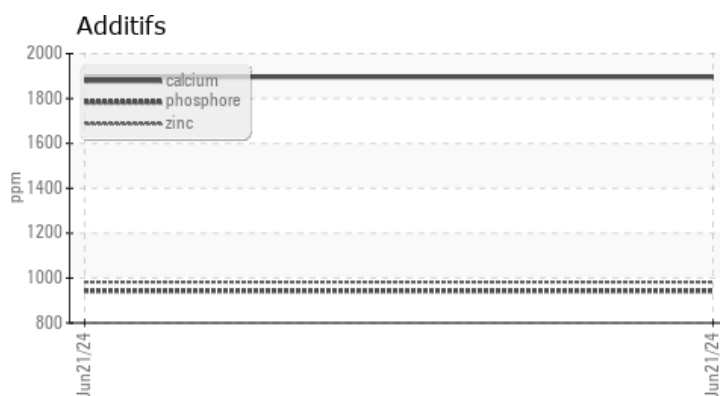 Additifs
2000
1800
1600
1400
1200
1000
800
ppm
calcium
phosphore
zinc
Jun21/24
Jun21/24